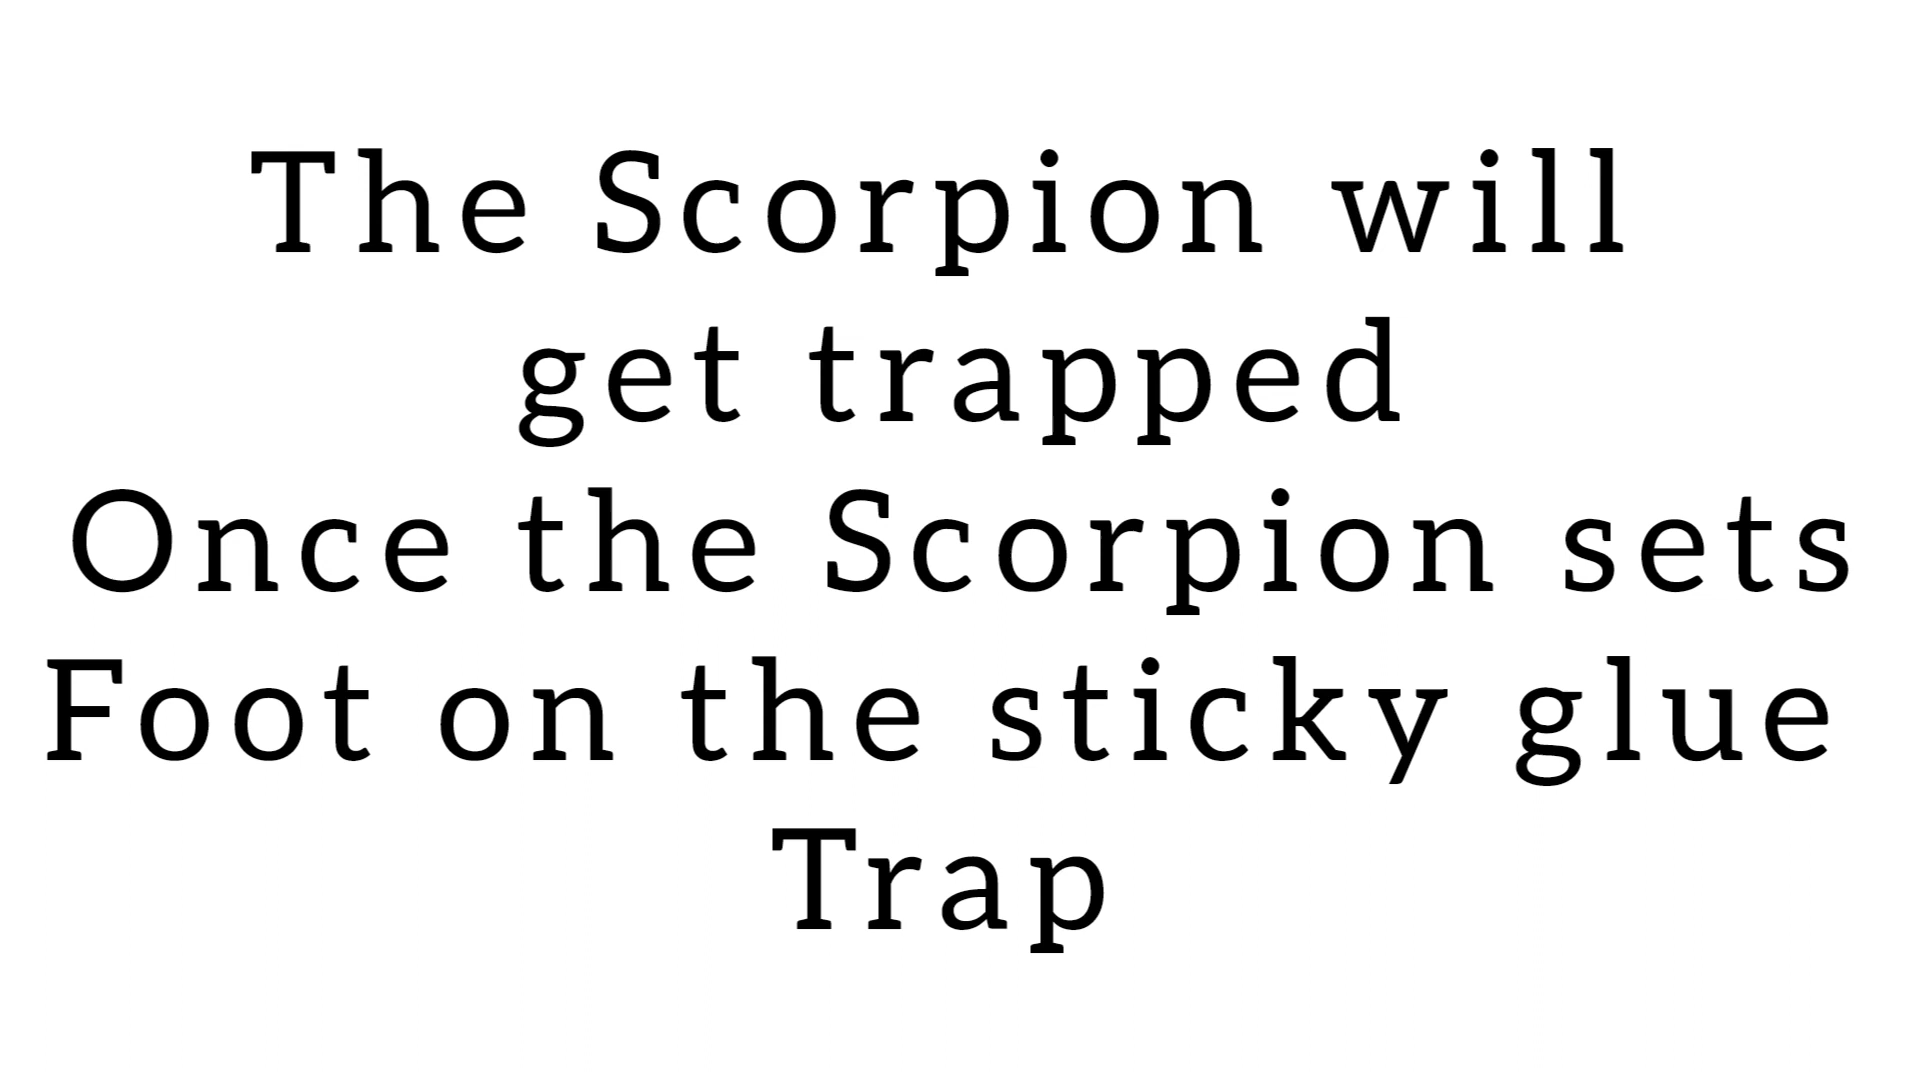 The Scorpion will
get trapped
Once the Scorpion sets
Foot on the sticky glue
Trap